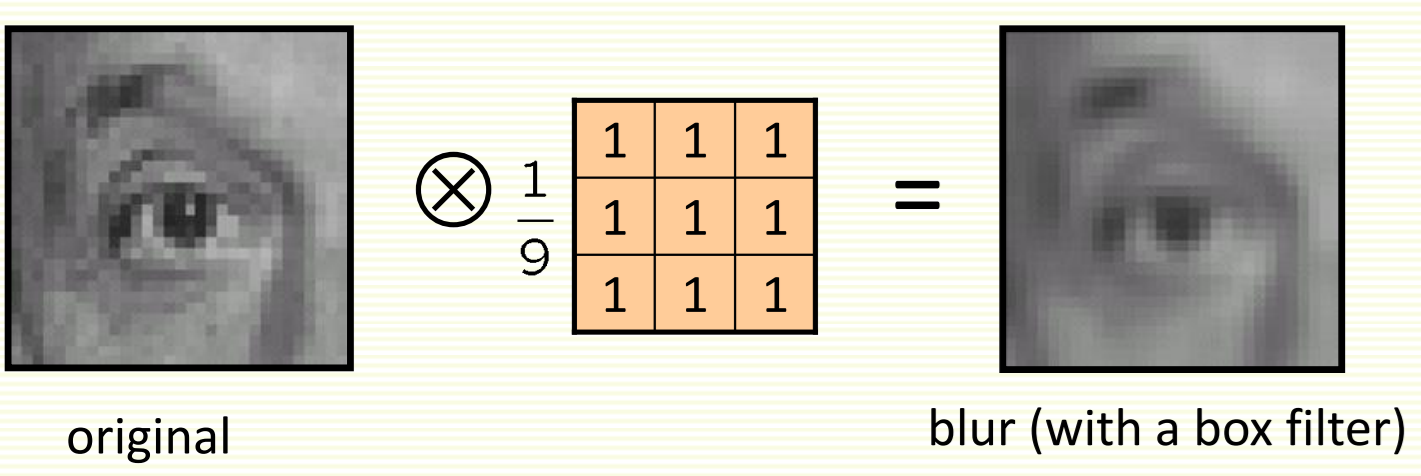 ⊗ 1/9
1 1 1
1 1 1
1 1 1
=
original
blur (with a box filter)